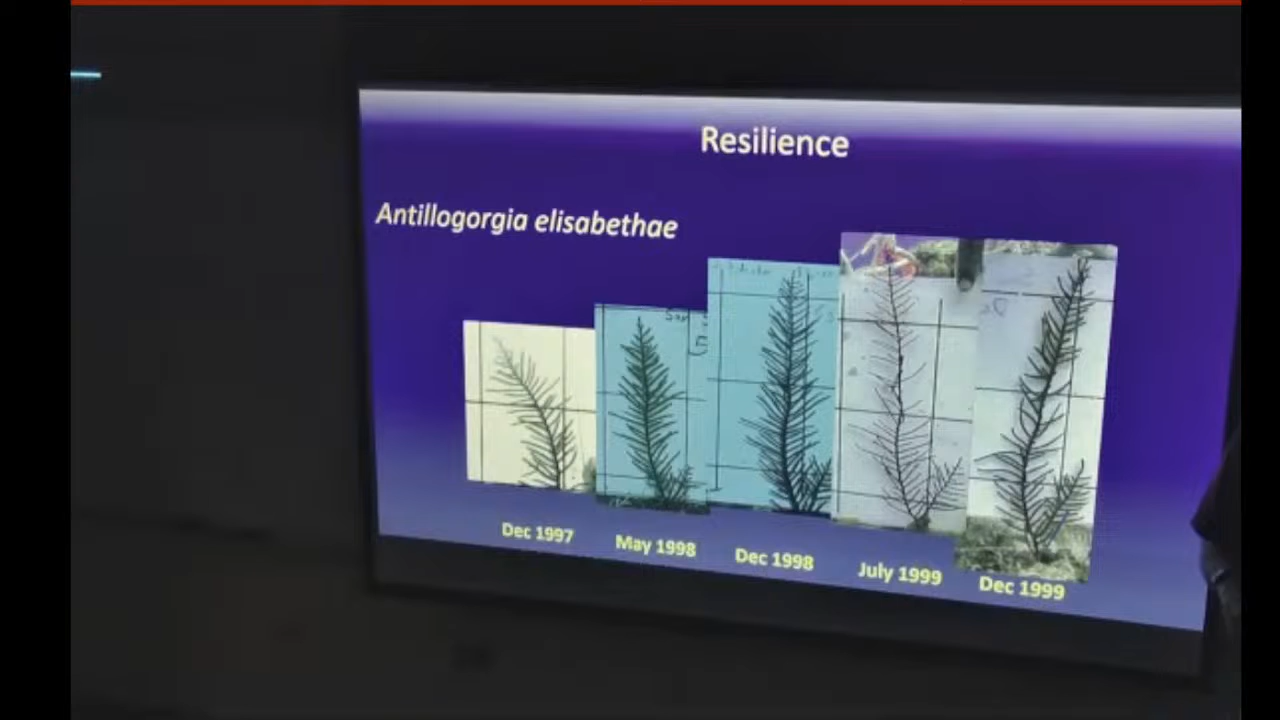 Resilience
Antillogorgia elisabethae
Dec 1997
May 1998
Dec 1998
July 1999
Dec 1999